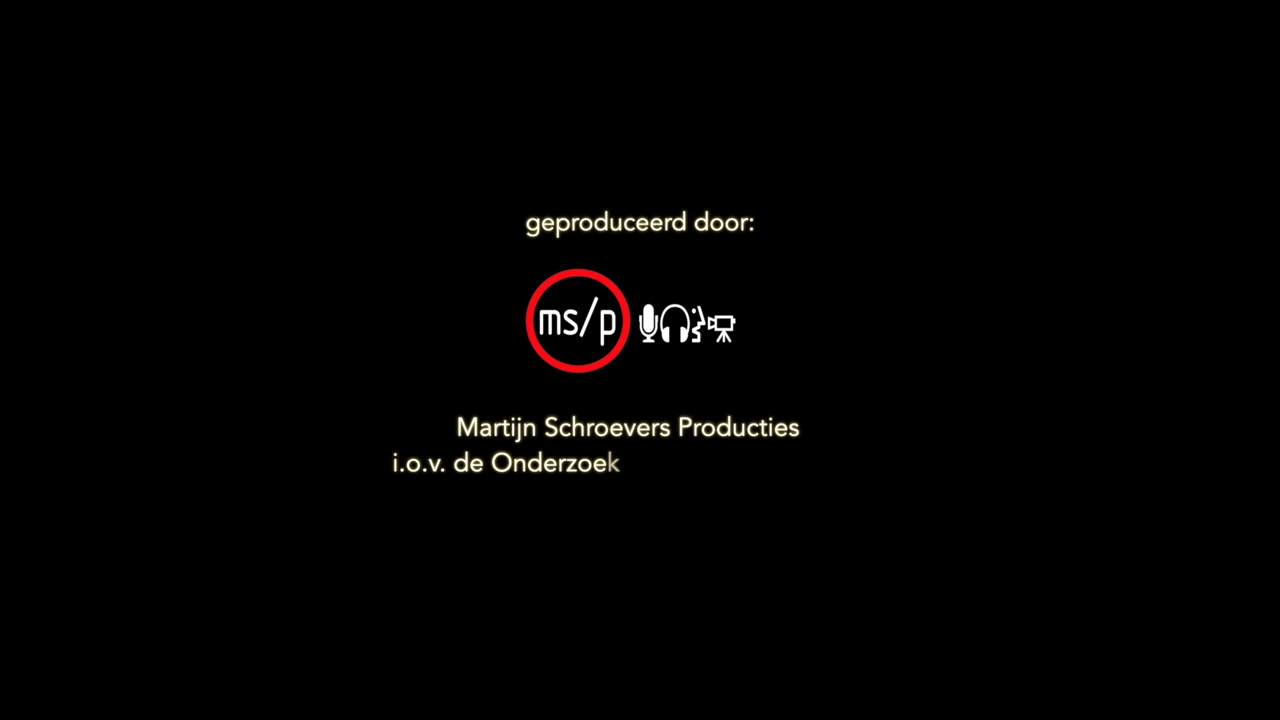 geproduceerd door:
ms/p
Martijn Schroevers Producties
i.o.v. de Onderzoek